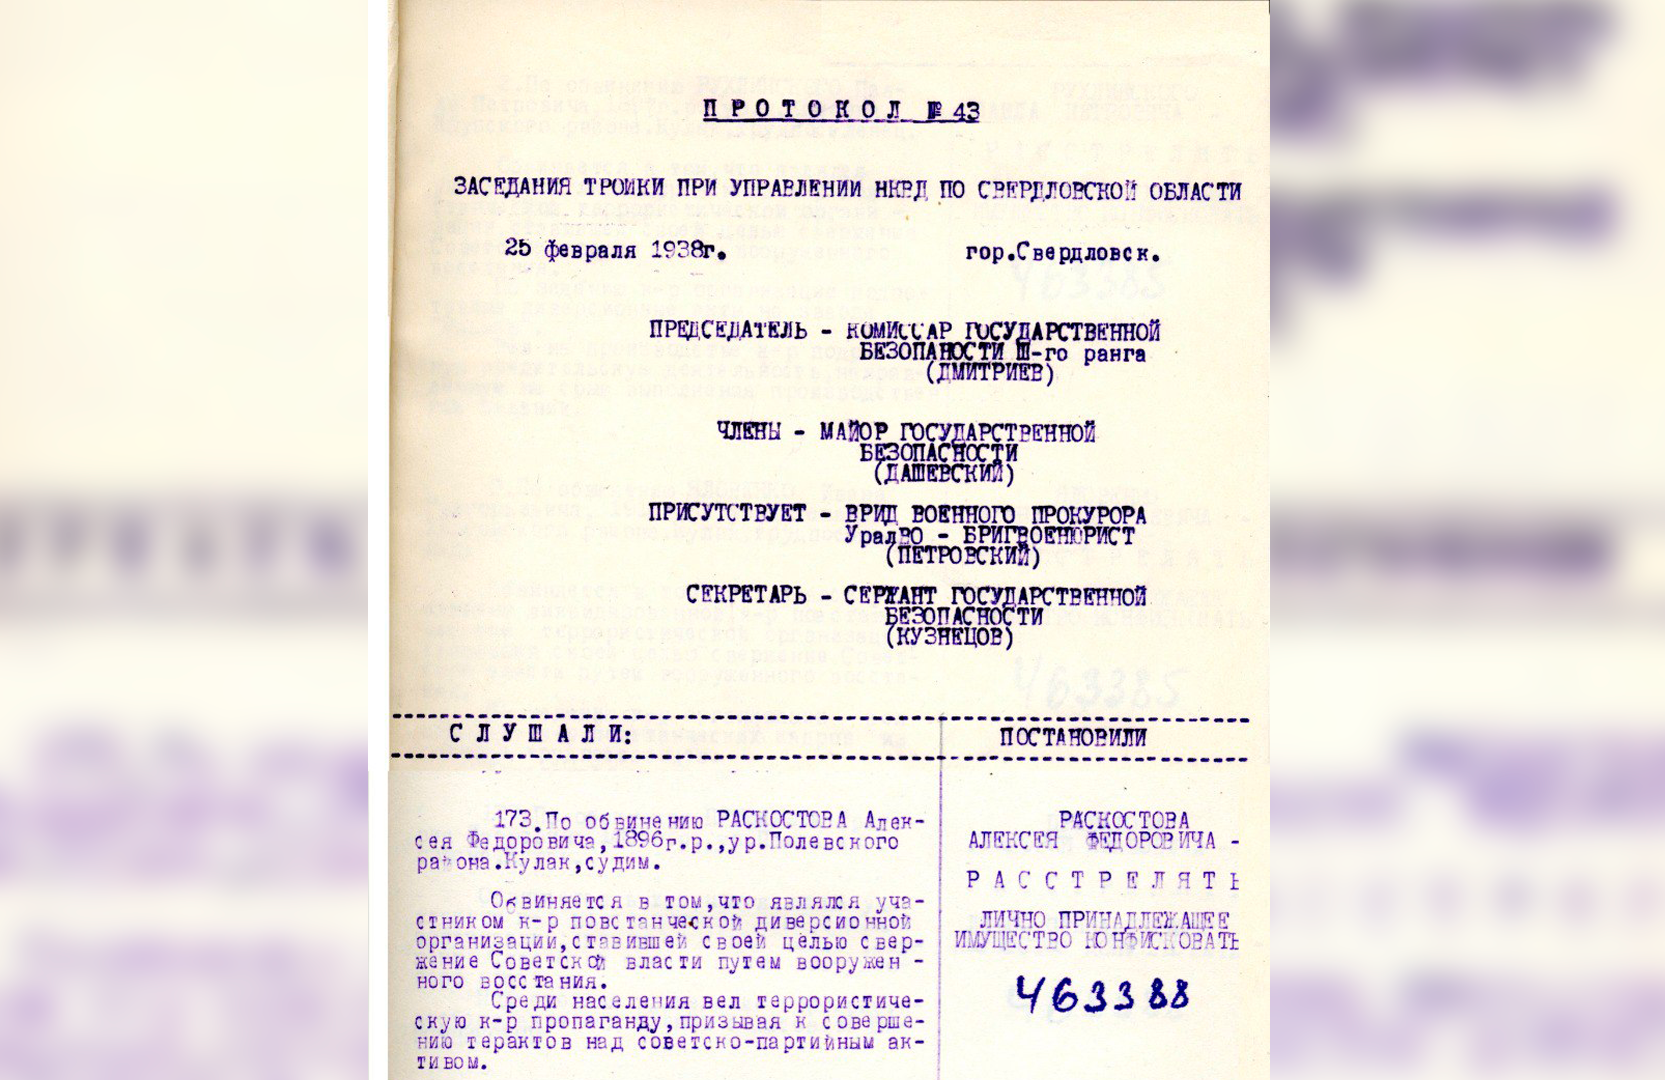 ПРОТОКОЛ № 43
ЗАСЕДАНИЯ ТРОЙКИ ПРИ УПРАВЛЕНИИ НКВД ПО СВЕРДЛОВСКОЙ ОБЛАСТИ
25 февраля 1938г. гор.Свердловск.
ПРЕДСЕДАТЕЛЬ - КОМИССАР ГОСУДАРСТВЕННОЙ
БЕЗОПАНОСТИ III-го ранга
(ДМИТРИЕВ)
ЧЛЕНЫ - МАЙОР ГОСУДАРСТВЕННОЙ
БЕЗОПАСНОСТИ
(ДАШЕВСКИЙ)
ПРИСУТСТВУЕТ - ВРИД ВОЕННОГО ПРОКУРОРА
УралВО - БРИГВОЕНЮРИСТ
(ПЕТРОВСКИЙ)
СЕКРЕТАРЬ - СЕРЖАНТ ГОСУДАРСТВЕННОЙ
БЕЗОПАСНОСТИ
(КУЗНЕЦОВ)
СЛУШАЛИ: ПОСТАНОВИЛИ
173.По обвинению РАСКОСТОВА Алек-
сея Федоровича,1896г.р.,ур.Полевского
района.Кулак,судим.
Обвиняется в том,что являлся уча-
стником к-р повстанческой диверсионной
организации,ставившей своей целью свер-
жение Советской власти путем вооружен -
ного восстания.
Среди населения вел террористиче-
скую к-р пропаганду,призывая к соверше-
нию терактов над советско-партийным ак-
тивом.
РАСКОСТОВА
АЛЕКСЕЯ ФЕДОРОВИЧА -
РАССТРЕЛЯТЬ
ЛИЧНО ПРИНАДЛЕЖАЩЕЕ
ИМУЩЕСТВО КОНФИСКОВАТЬ
463388